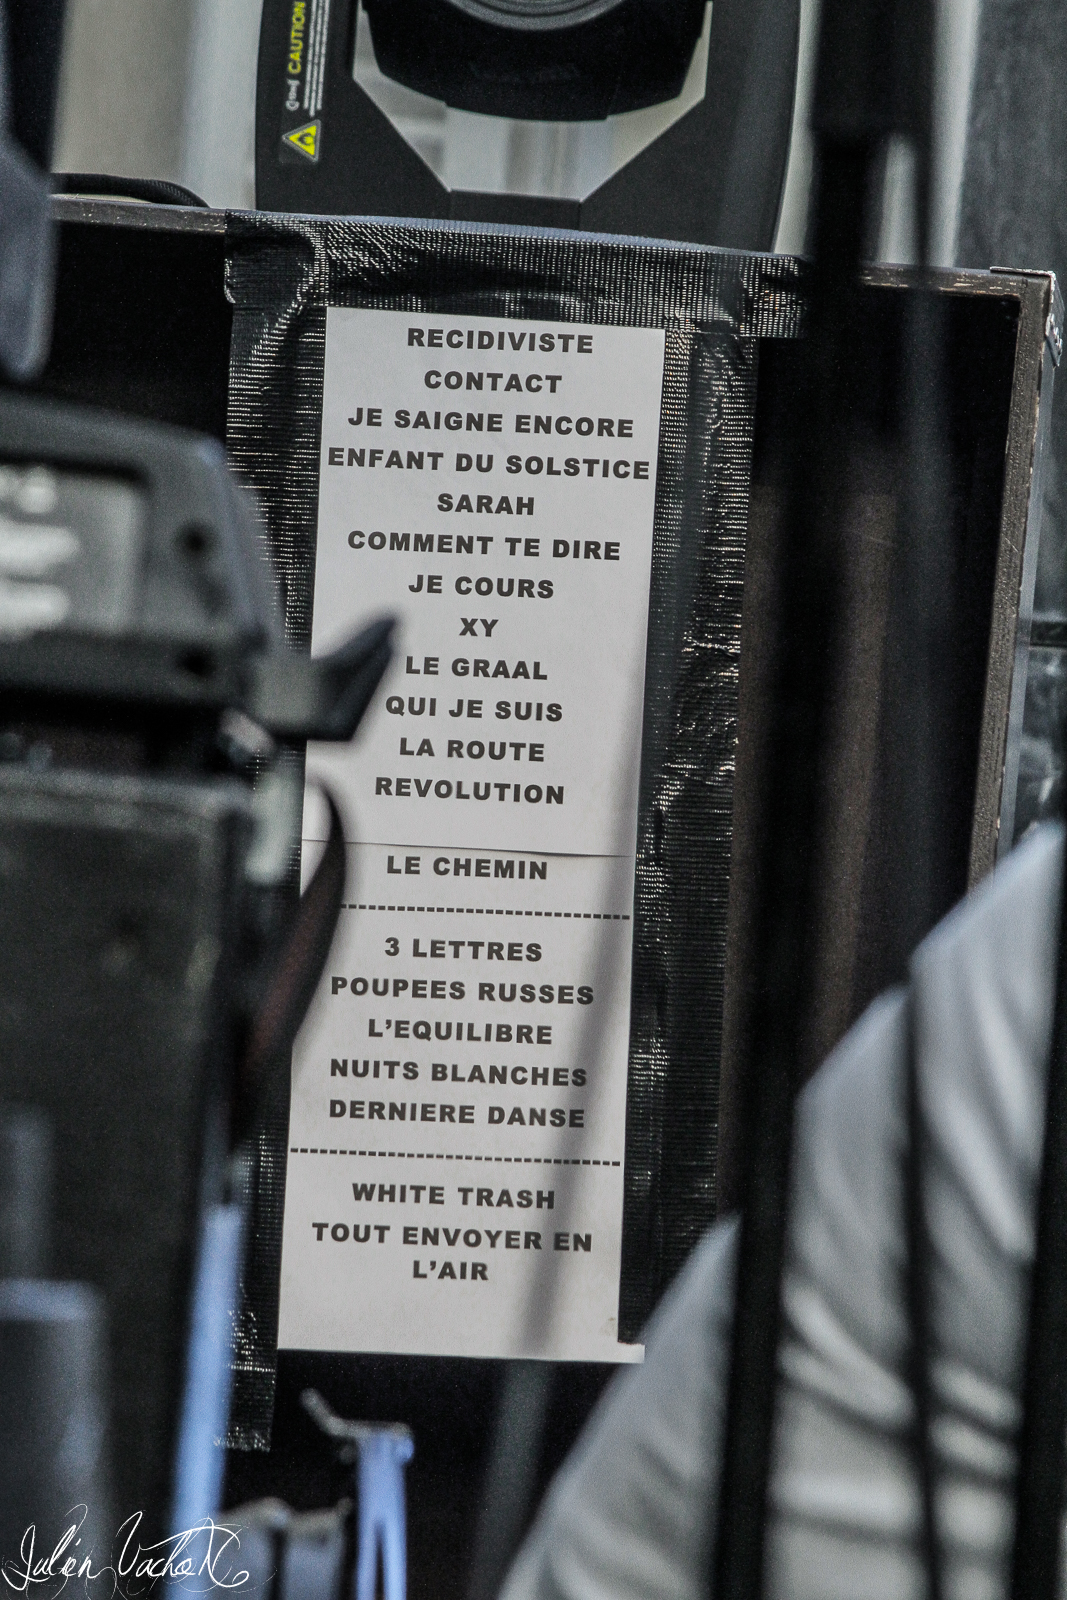 CAUTION
RECIDIVISTE
CONTACT
JE SAIGNE ENCORE
ENFANT DU SOLSTICE
SARAH
COMMENT TE DIRE
JE COURS
XY
LE GRAAL
QUI JE SUIS
LA ROUTE
REVOLUTION
LE CHEMIN
3 LETTRES
POUPEES RUSSES
L'EQUILIBRE
NUITS BLANCHES
DERNIERE DANSE
WHITE TRASH
TOUT ENVOYER EN
L'AIR
Julien